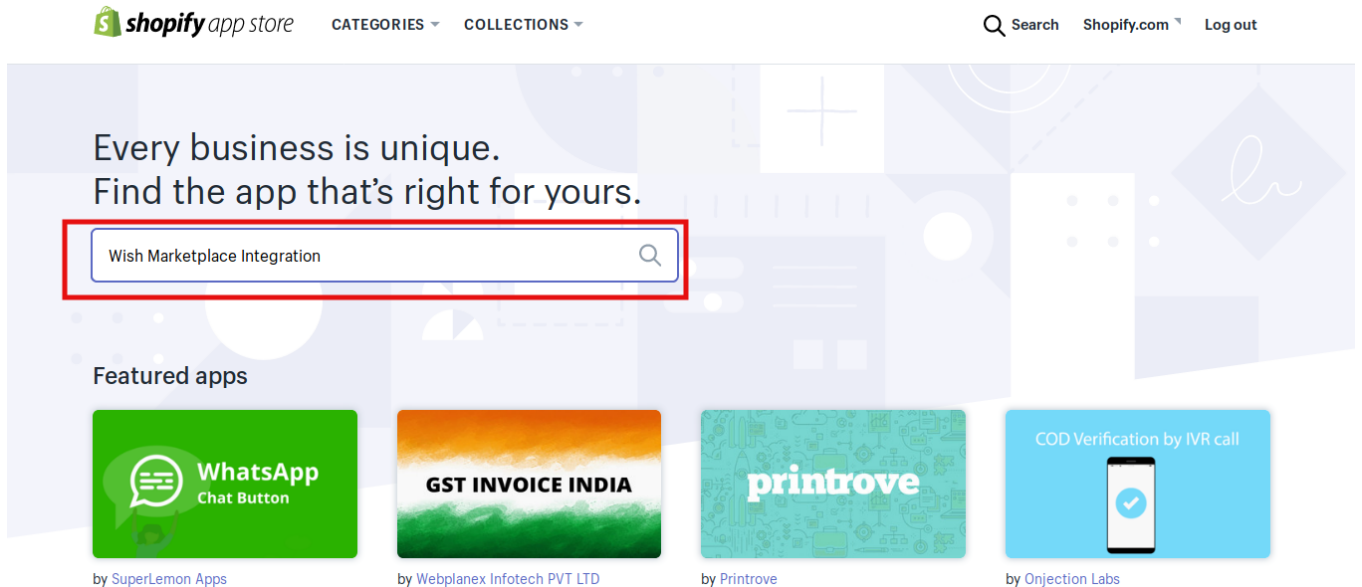 shopify app store CATEGORIES COLLECTIONS Search Shopify.com Log out
Every business is unique.
Find the app that's right for yours.
Wish Marketplace Integration
Featured apps
WhatsApp
Chat Button
GST INVOICE INDIA
printrove
COD Verification by IVR call
by SuperLemon Apps
by Webplanex Infotech PVT LTD
by Printrove
by Onjection Labs